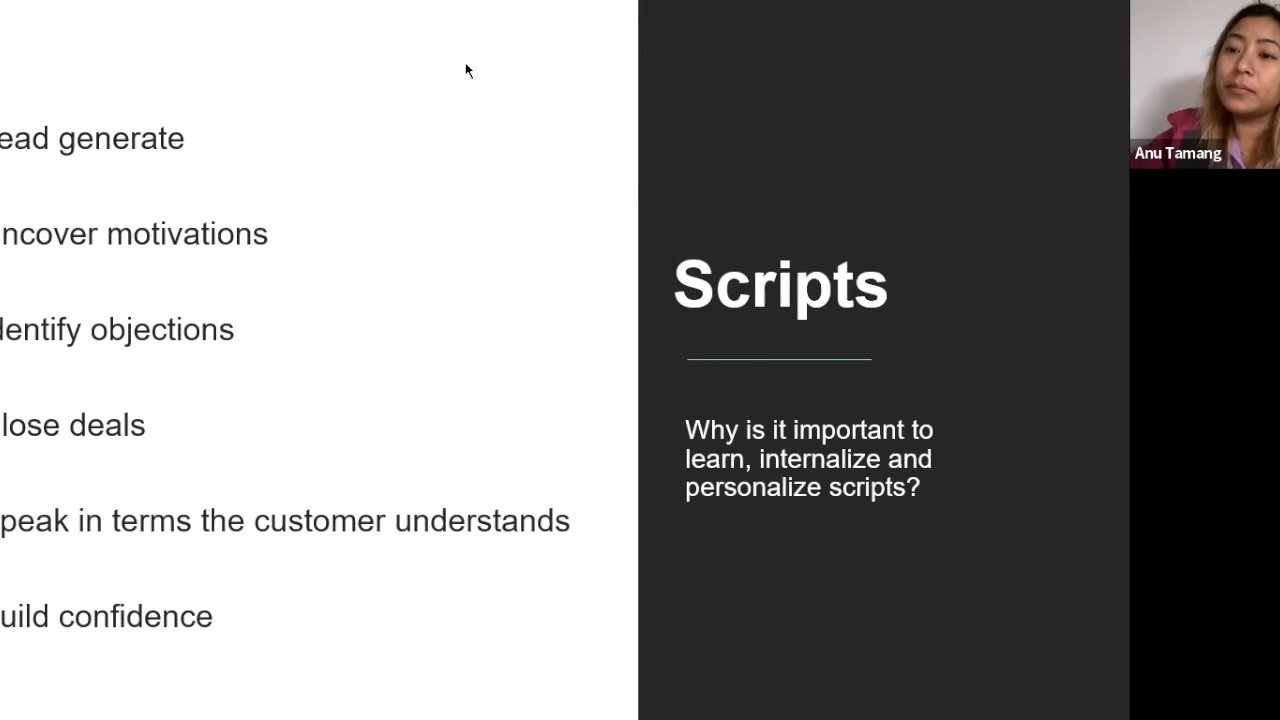 ead generate
ncover motivations
dentify objections
lose deals
peak in terms the customer understands
uild confidence
Scripts
Why is it important to
learn, internalize and
personalize scripts?
Anu Tamang